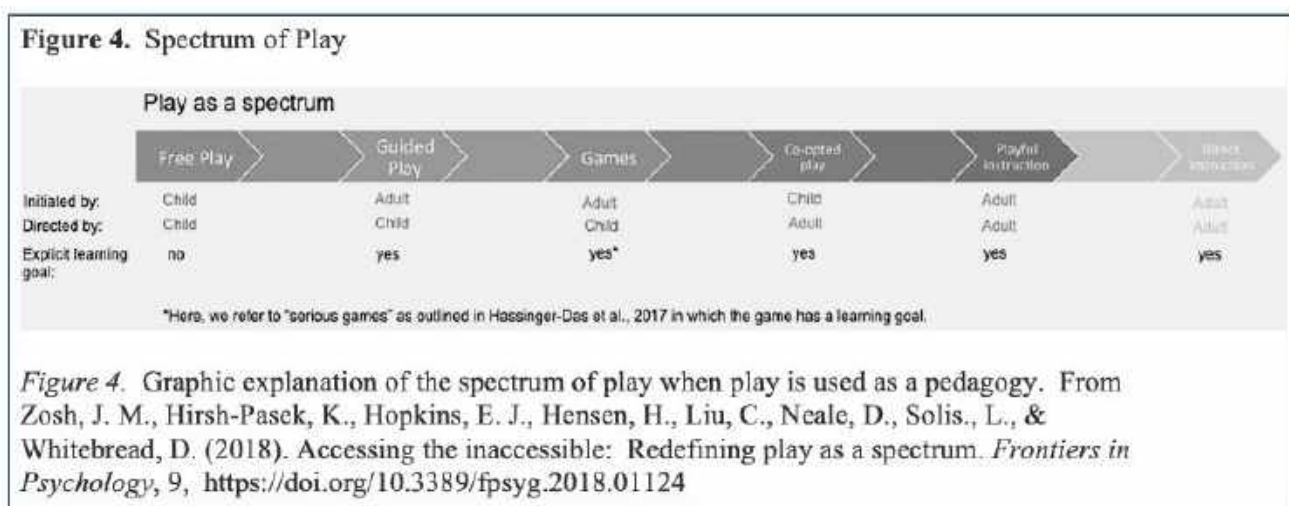 Figure 4. Spectrum of Play
Play as a spectrum
Free Play Guided Play Games Co-opted play Playful instruction Direct instruction
Initiated by: Child Adult Adult Child Adult Adult
Directed by: Child Child Child Adult Adult Adult
Explicit learning goal: no yes yes* yes yes yes
*Here, we refer to "serious games" as outlined in Hassinger-Das et al., 2017 in which the game has a learning goal.
Figure 4. Graphic explanation of the spectrum of play when play is used as a pedagogy. From
Zosh, J. M., Hirsh-Pasek, K., Hopkins, E. J., Hensen, H., Liu, C., Neale, D., Solis., L., &
Whitebread, D. (2018). Accessing the inaccessible: Redefining play as a spectrum. Frontiers in
Psychology, 9, https://doi.org/10.3389/fpsyg.2018.01124